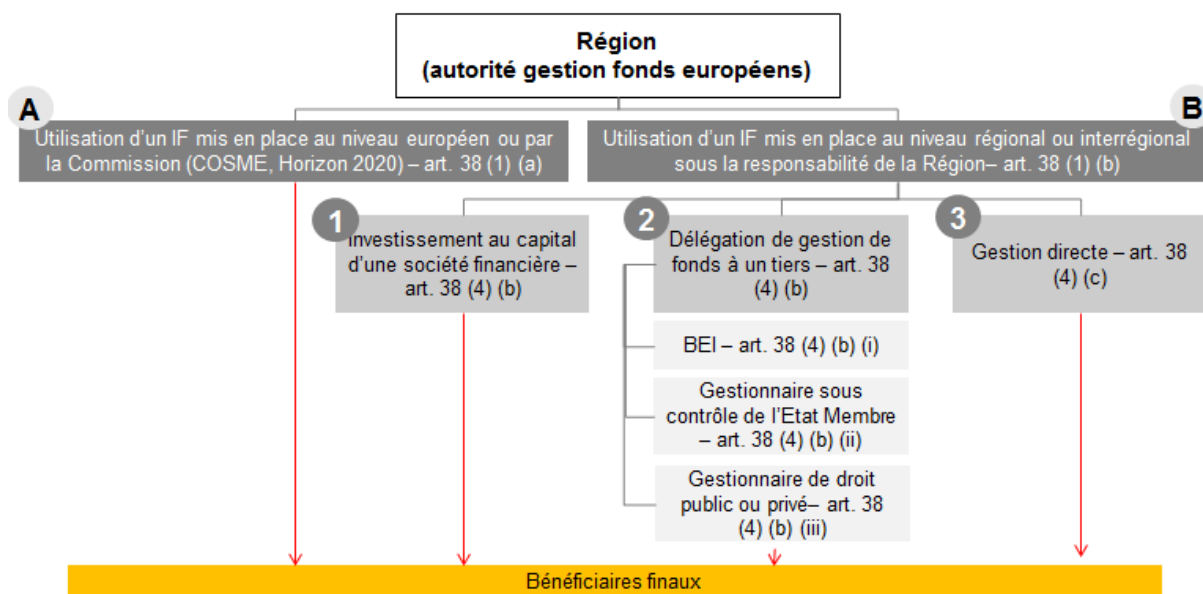 Région
(autorité gestion fonds européens)
A
Utilisation d'un IF mis en place au niveau européen ou par
la Commission (COSME, Horizon 2020) – art. 38 (1) (a)
B
Utilisation d'un IF mis en place au niveau régional ou interrégional
sous la responsabilité de la Région– art. 38 (1) (b)
1
Investissement au capital
d'une société financière –
art. 38 (4) (b)
2
Délégation de gestion de
fonds à un tiers – art. 38
(4) (b)
3
Gestion directe – art. 38
(4) (c)
BEI – art. 38 (4) (b) (i)
Gestionnaire sous
contrôle de l'Etat Membre
– art. 38 (4) (b) (ii)
Gestionnaire de droit
public ou privé– art. 38
(4) (b) (iii)
Bénéficiaires finaux